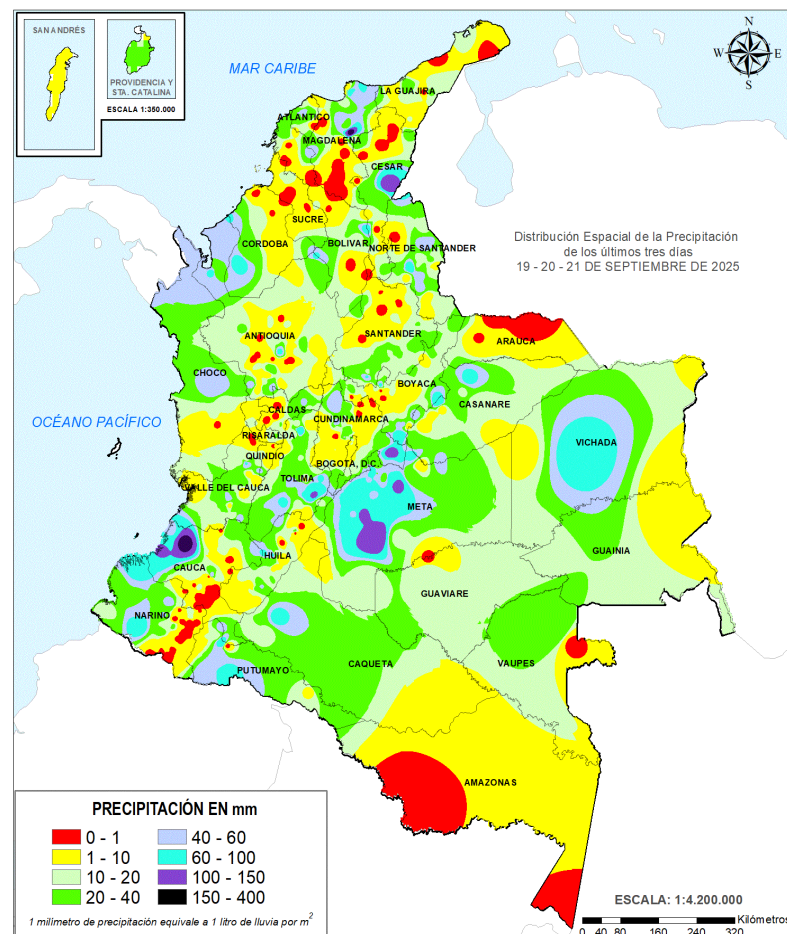 SAN ANDRÉS
PROVIDENCIA Y
STA. CATALINA
ESCALA 1:350.000
N
W
E
S
MAR CARIBE
LA GUAJIRA
ATLANTICO
MAGDALENA
CESAR
SUCRE
CORDOBA
BOLIVAR
NORTE DE SANTANDER
Distribución Espacial de la Precipitación
de los últimos tres días
19 - 20 - 21 DE SEPTIEMBRE DE 2025
ANTIOQUIA
SANTANDER
ARAUCA
CHOCO
BOYACA
CASANARE
CALDAS
CUNDINAMARCA
OCÉANO PACÍFICO
RISARALDA
VICHADA
QUINDIO
BOGOTA, D.C.
TOLIMA
VALLE DEL CAUCA
META
GUAINIA
HUILA
CAUCA
GUAVIARE
NARIÑO
PUTUMAYO
CAQUETA
VAUPES
AMAZONAS
PRECIPITACIÓN EN mm
0 - 1
40 - 60
1 - 10
60 - 100
10 - 20
100 - 150
20 - 40
150 - 400
1 milímetro de precipitación equivale a 1 litro de lluvia por m²
ESCALA: 1:4.200.000
Kilómetros
0 40 80 160 240 320